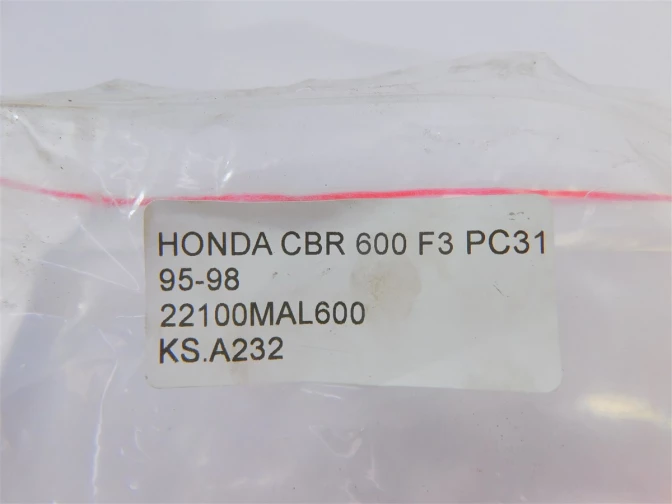 HONDA CBR 600 F3 PC31
95-98
22100MAL600
KS.A232